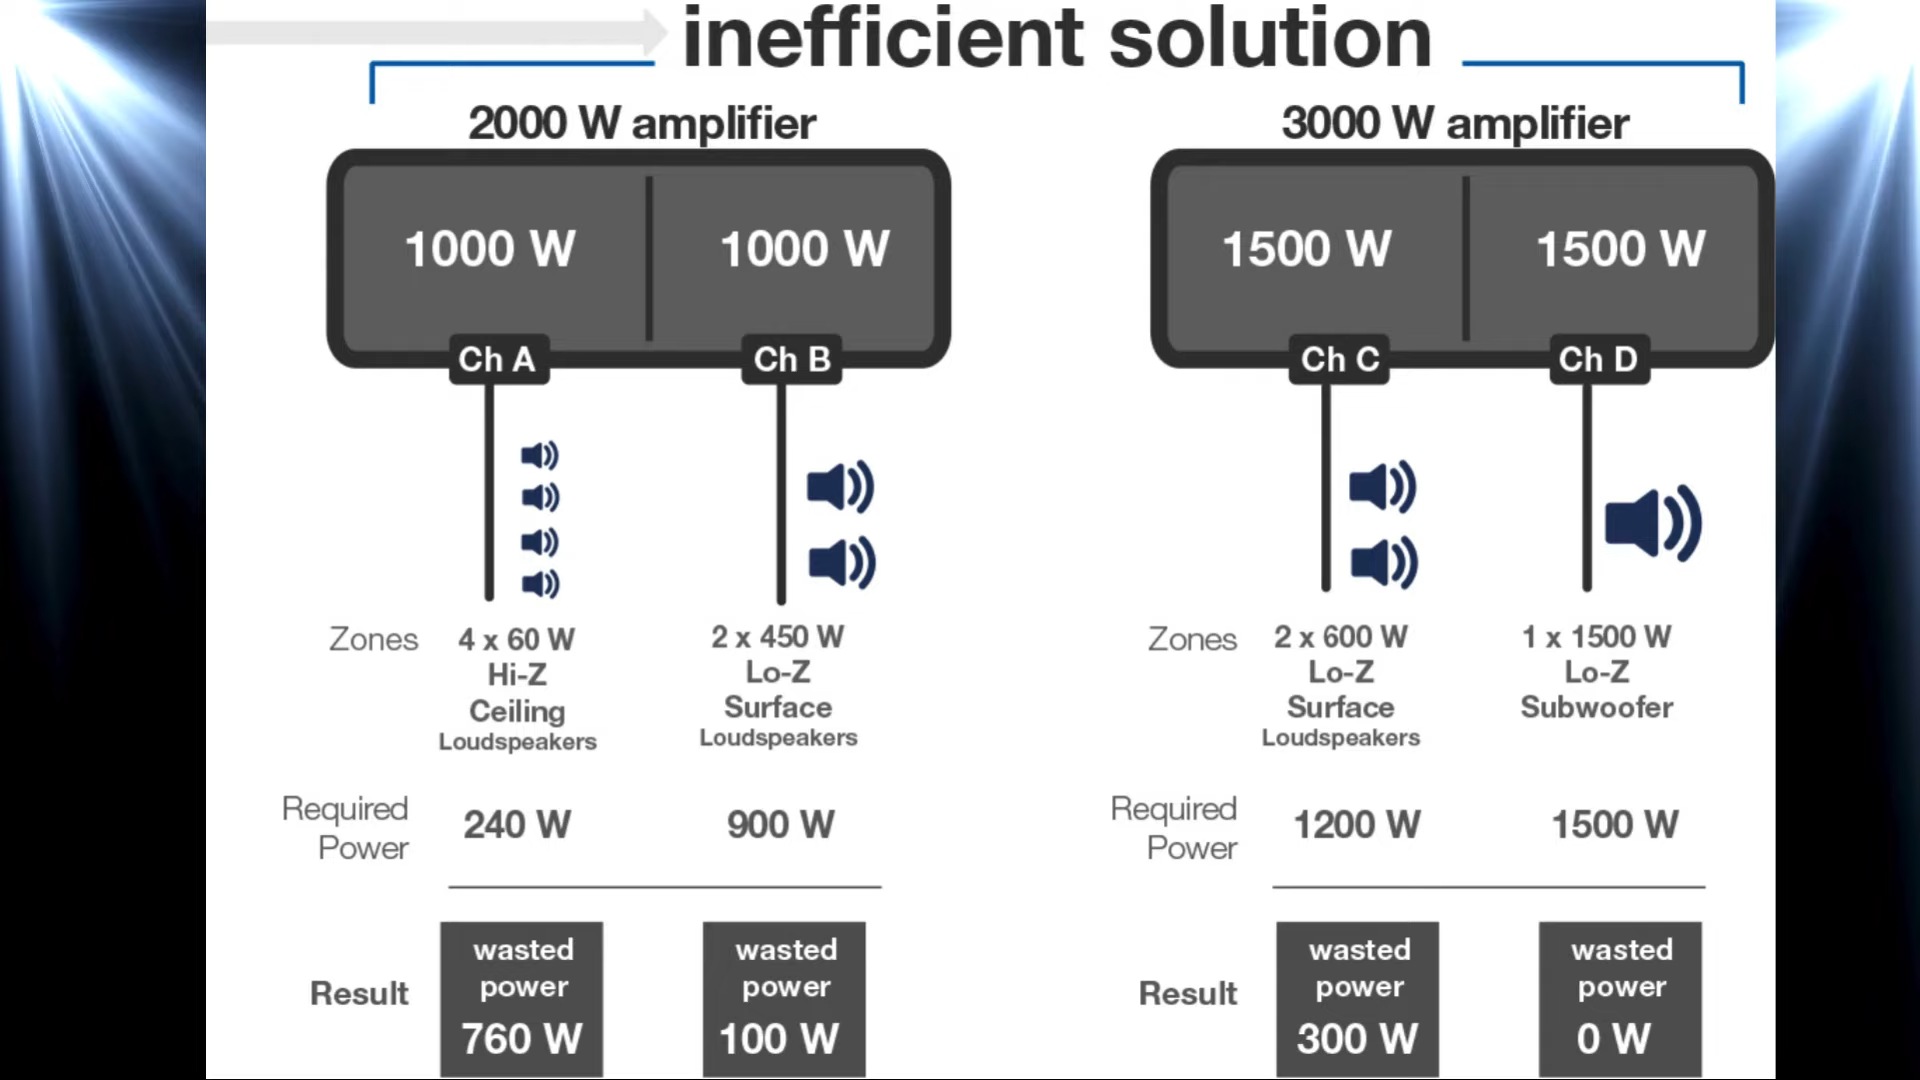 inefficient solution
2000 W amplifier
1000 W
1000 W
Ch A
Ch B
Zones
4 x 60 W
Hi-Z
Ceiling
Loudspeakers
2 x 450 W
Lo-Z
Surface
Loudspeakers
Required
Power
240 W
900 W
Result
wasted
power
760 W
wasted
power
100 W
3000 W amplifier
1500 W
1500 W
Ch C
Ch D
Zones
2 x 600 W
Lo-Z
Surface
Loudspeakers
1 x 1500 W
Lo-Z
Subwoofer
Required
Power
1200 W
1500 W
Result
wasted
power
300 W
wasted
power
0 W